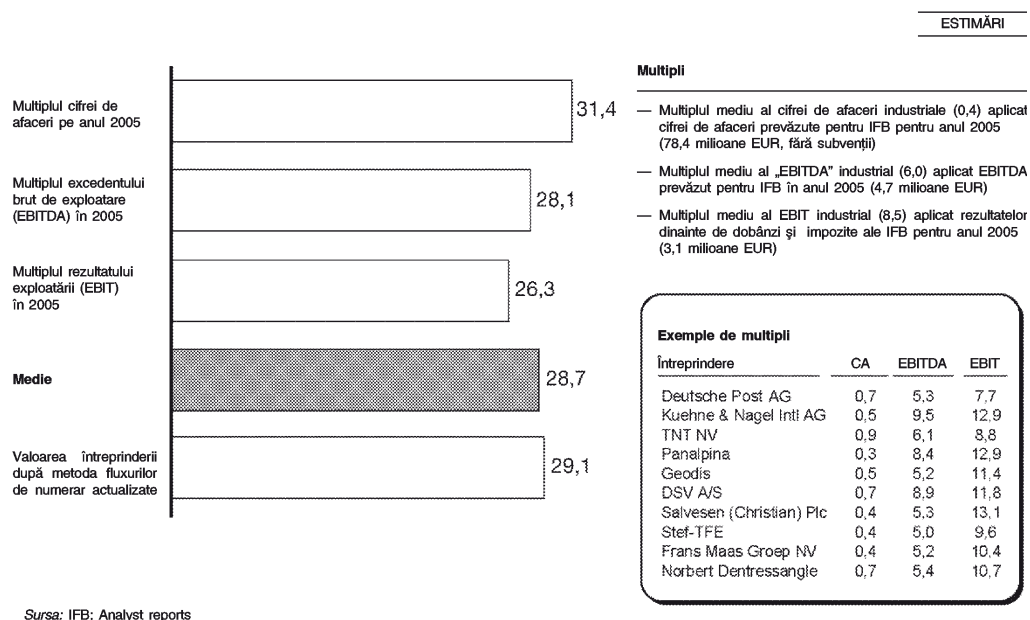 ESTIMĂRI
Multiplul cifrei de
afaceri pe anul 2005
31,4
Multiplul excedentului
brut de exploatare
(EBITDA) în 2005
28,1
Multiplul rezultatului
exploatării (EBIT)
în 2005
26,3
Medie
28,7
Valoarea întreprinderii
după metoda fluxurilor
de numerar actualizate
29,1
Multipli
— Multiplul mediu al cifrei de afaceri industriale (0,4) aplicat
cifrei de afaceri prevăzute pentru IFB pentru anul 2005
(78,4 milioane EUR, fără subvenții)
— Multiplul mediu al „EBITDA” industrial (6,0) aplicat EBITDA
prevăzut pentru IFB în anul 2005 (4,7 milioane EUR)
— Multiplul mediu al EBIT industrial (8,5) aplicat rezultatelor
dinainte de dobânzi şi impozite ale IFB pentru anul 2005
(3,1 milioane EUR)
Exemple de multipli
Întreprindere CA EBITDA EBIT
Deutsche Post AG 0,7 5,3 7,7
Kuehne & Nagel Intl AG 0,5 9,5 12,9
TNT NV 0,9 6,1 8,8
Panalpina 0,3 8,4 12,9
Geodis 0,5 5,2 11,4
DSV A/S 0,7 8,9 11,8
Salvesen (Christian) Plc 0,4 5,3 13,1
Stef-TFE 0,4 5,0 9,6
Frans Maas Groep NV 0,4 5,2 10,4
Norbert Dentressangle 0,7 5,4 10,7
Sursa: IFB: Analyst reports